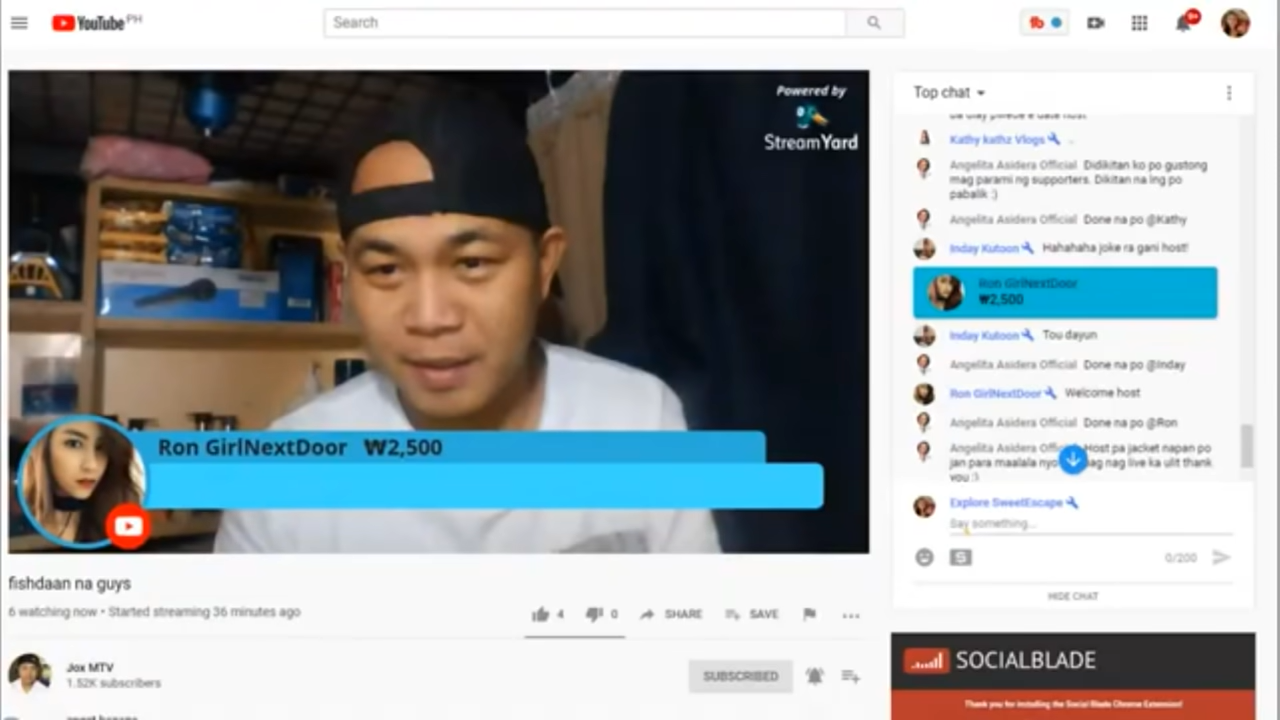 YouTube PH
Search
9+
Powered by
StreamYard
Ron GirlNextDoor ₩2,500
fishdaan na guys
6 watching now • Started streaming 36 minutes ago
4
0
SHARE
SAVE
Jox MTV
1.52K subscribers
SUBSCRIBED
Top chat
Kathy kathz Vlogs
Angelita Asidera Official Didikitan ko po gustong
mag parami ng supporters. Dikitan na lng po
pabalik :)
Angelita Asidera Official Done na po @Kathy
Inday Kutoon Hahahaha joke ra gani host!
Ron GirlNextDoor
₩2,500
Inday Kutoon Tou dayun
Angelita Asidera Official Done na po @Inday
Ron GirlNextDoor Welcome host
Angelita Asidera Official Done na po @Ron
Angelita Asidera Host pa jacket napan po
jan para maalala nyo nag live ka ulit thank
you :)
Explore SweetEscape
Say something...
0/200
HIDE CHAT
SOCIALBLADE
Thank you for installing the Social Blade Chrome Extension!